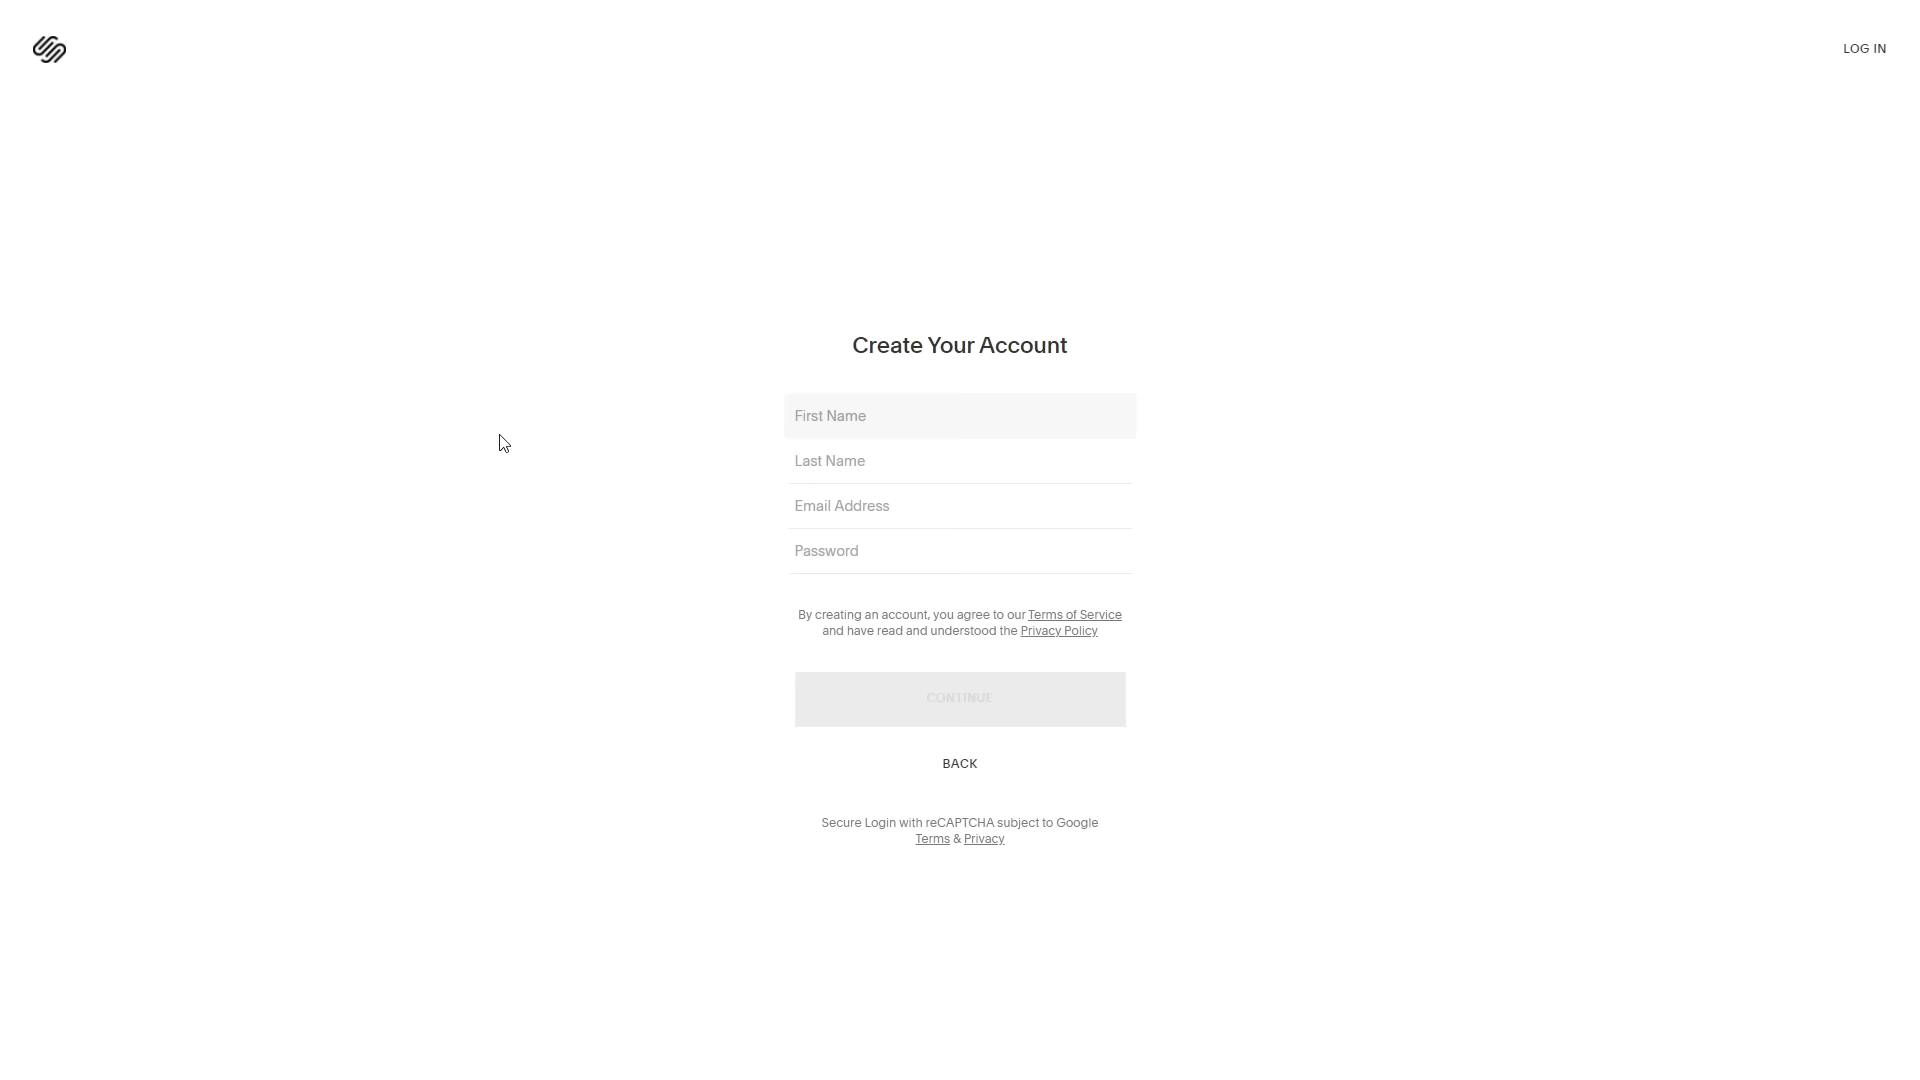 LOG IN
Create Your Account
First Name
Last Name
Email Address
Password
By creating an account, you agree to our Terms of Service
and have read and understood the Privacy Policy
CONTINUE
BACK
Secure Login with reCAPTCHA subject to Google
Terms & Privacy